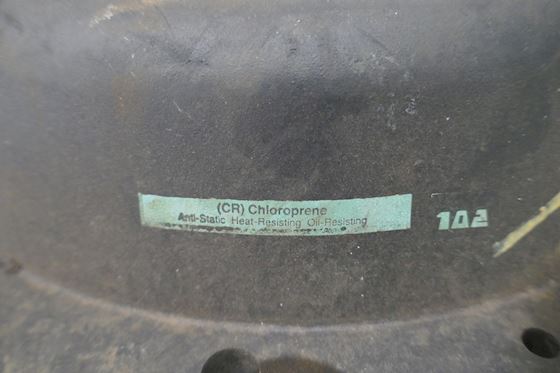 (CR) Chloroprene
Anti-Static Heat-Resisting Oil-Resisting
102